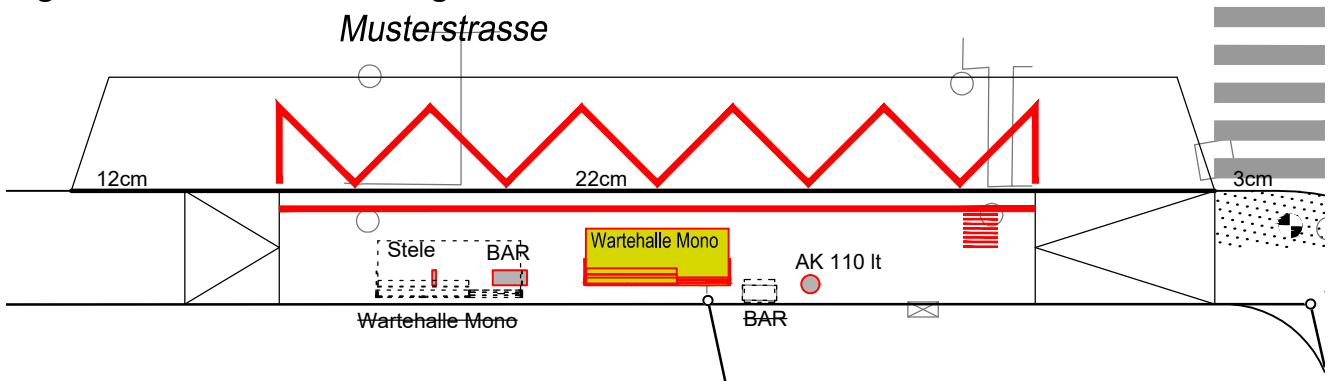 Musterstrasse
12cm
22cm
3cm
Stele
BAR
Wartehalle Mono
AK 110 lt
Wartehalle Mono
BAR